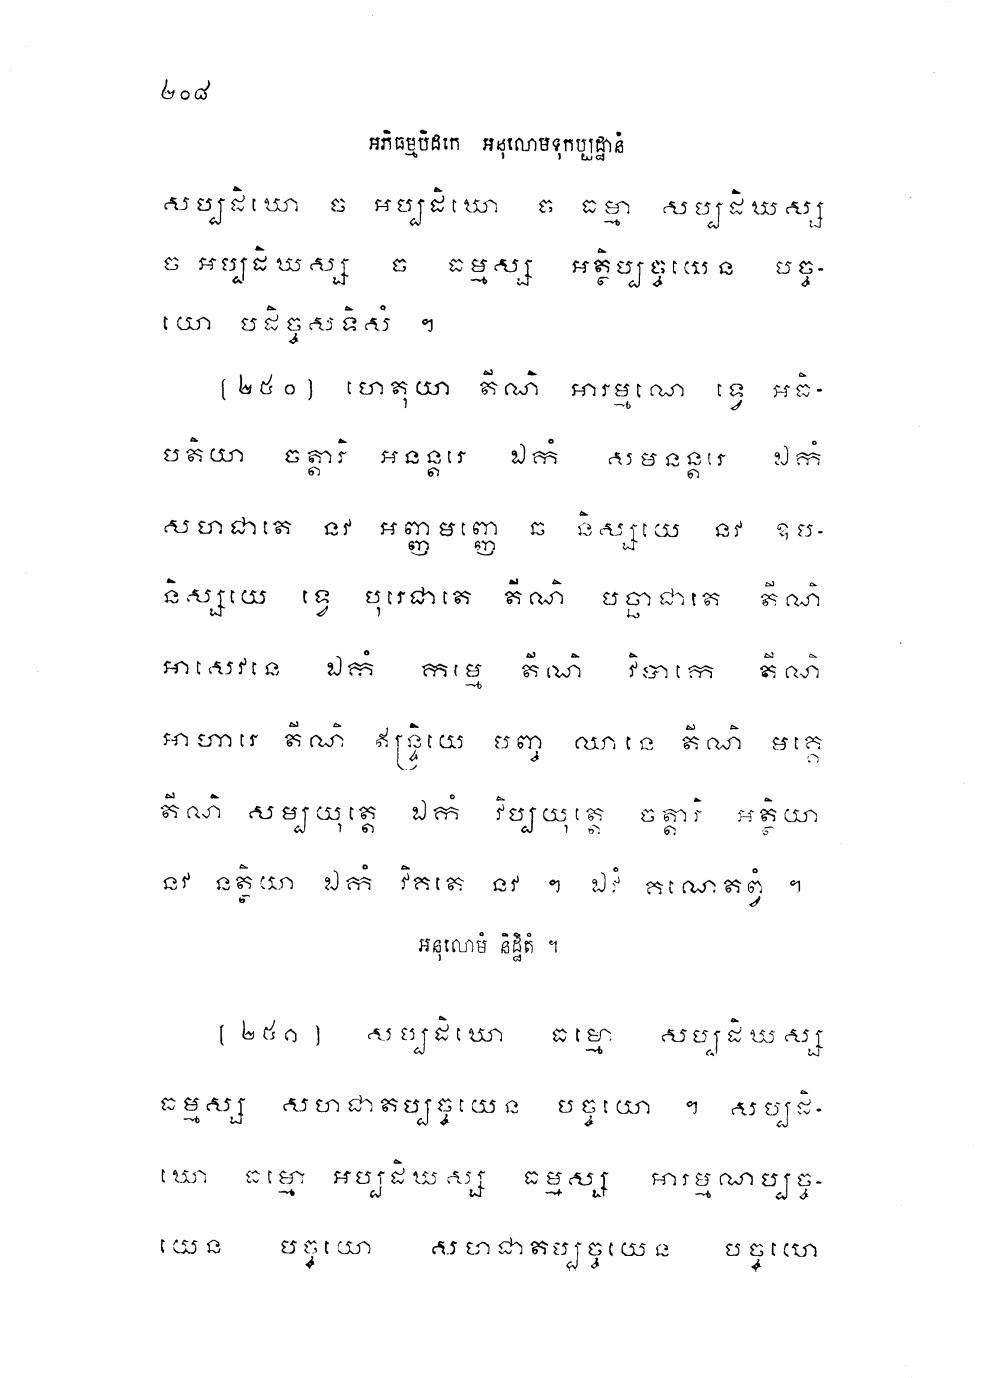 ២០៨
អភិធម្មបិដកេ អនុលោមទុកប្បដ្ឋានំ
សប្បដិឃោ ច អប្បដិឃោ ច ធម្មា សប្បដិឃស្ស
ច អប្បដិឃស្ស ច ធម្មស្ស អត្ថិប្បច្ចយេន បច្ច-
យោ បដិច្ចសទិសំ ។
[២៥០] ហេតុយា តីណិ អារម្មណេ ទ្វេ អធិ-
បតិយា ចត្តារិ អនន្តរេ ឯកំ សមនន្តរេ ឯកំ
សហជាតេ នវ អញ្ញមញ្ញេ ឆ និស្សយេ នវ ឧប-
និស្សយេ ទ្វេ បុរេជាតេ តីណិ បច្ឆាជាតេ តីណិ
អាសេវនេ ឯកំ កម្មេ តីណិ វិបាកេ តីណិ
អាហារេ តីណិ ឥន្ទ្រិយេ បញ្ច ឈានេ តីណិ មគ្គេ
តីណិ សម្បយុត្តេ ឯកំ វិប្បយុត្តេ ចត្តារិ អត្ថិយា
នវ នត្ថិយា ឯកំ វិគតេ នវ ។ ឯវំ គណេតព្វំ ។
អនុលោមំ និដ្ឋិតំ ។
[២៥១] សប្បដិឃោ ធម្មោ សប្បដិឃស្ស
ធម្មស្ស សហជាតប្បច្ចយេន បច្ចយោ ។ សប្បដិ-
ឃោ ធម្មោ អប្បដិឃស្ស ធម្មស្ស អារម្មណប្បច្ច-
យេន បច្ចយោ សហជាតប្បច្ចយេន បច្ចយោ